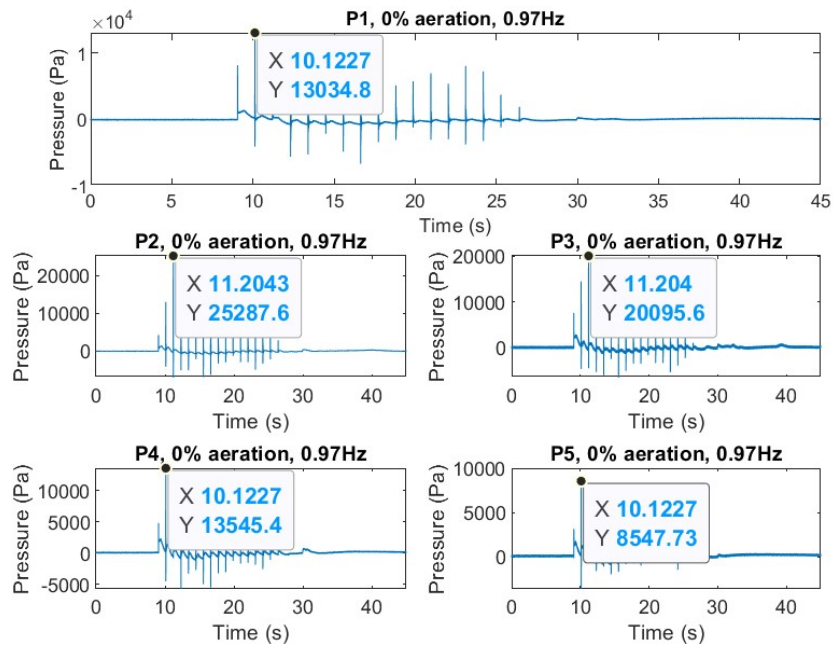 P1, 0% aeration, 0.97Hz
×10⁴
1
0
-1
Pressure (Pa)
X 10.1227
Y 13034.8
0 5 10 15 20 25 30 35 40 45
Time (s)
P2, 0% aeration, 0.97Hz
20000
10000
0
Pressure (Pa)
X 11.2043
Y 25287.6
0 10 20 30 40
Time (s)
P3, 0% aeration, 0.97Hz
20000
10000
0
Pressure (Pa)
X 11.204
Y 20095.6
0 10 20 30 40
Time (s)
P4, 0% aeration, 0.97Hz
10000
5000
0
-5000
Pressure (Pa)
X 10.1227
Y 13545.4
0 10 20 30 40
Time (s)
P5, 0% aeration, 0.97Hz
10000
5000
0
Pressure (Pa)
X 10.1227
Y 8547.73
0 10 20 30 40
Time (s)